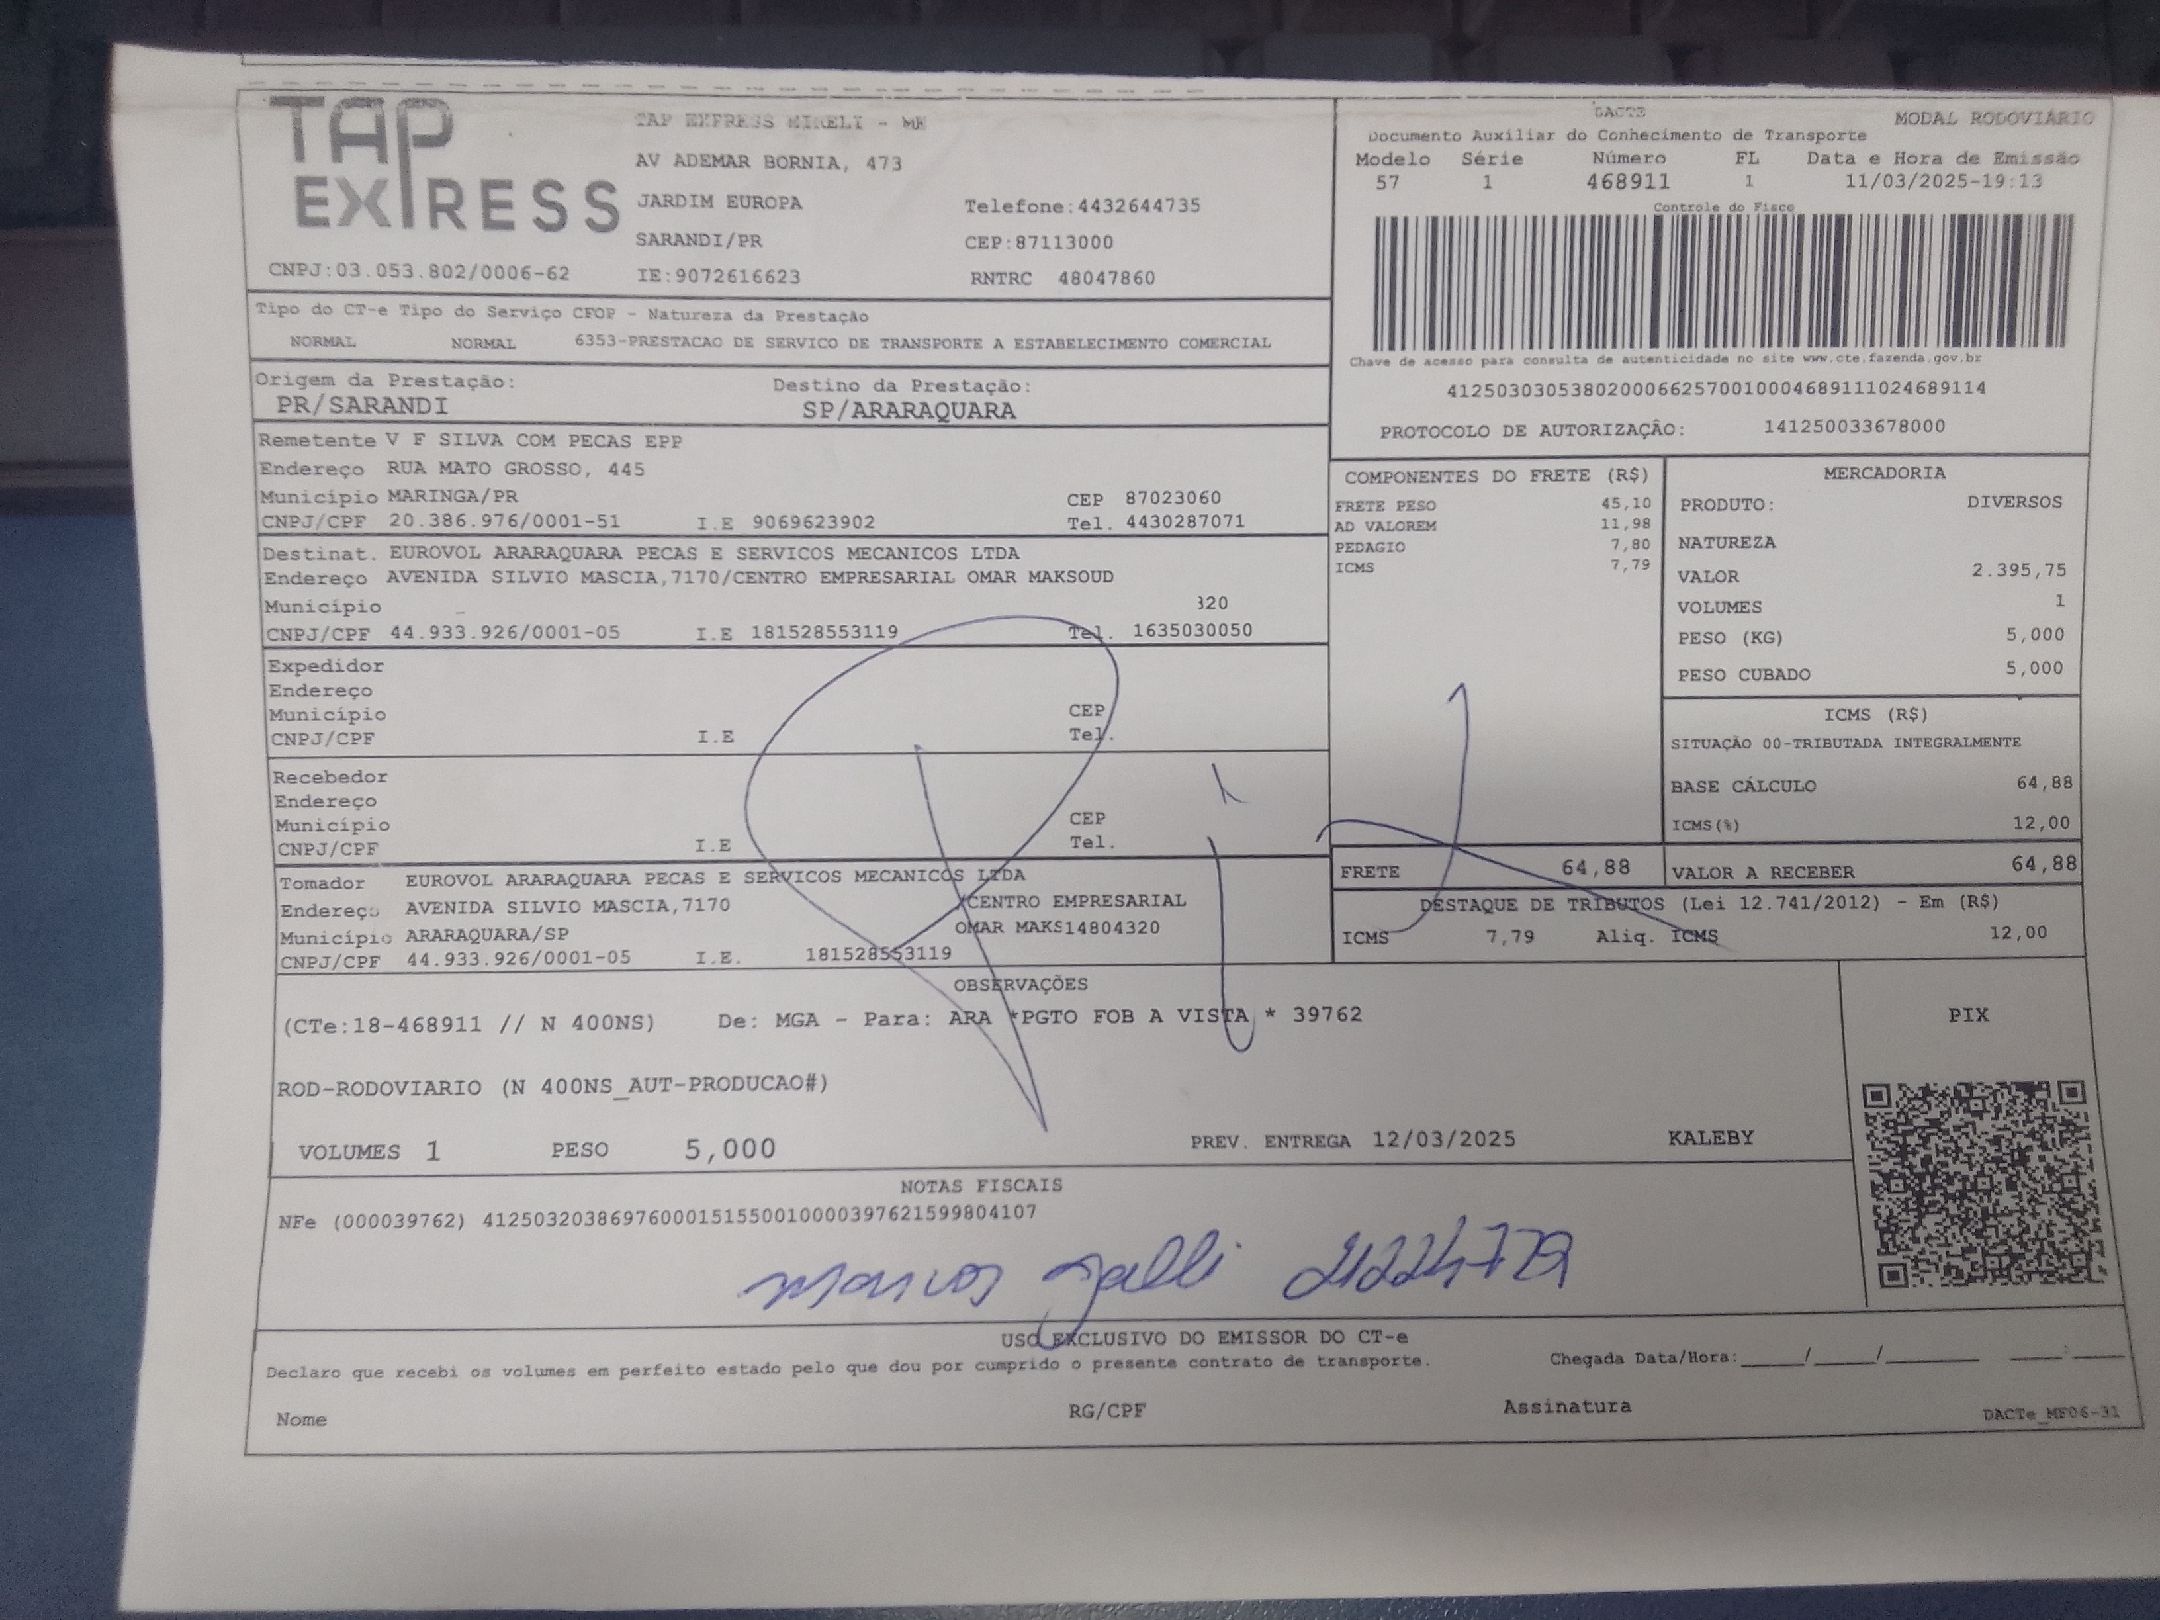 TAP EXPRESS
TAP EXPRESS EIRELI - ME
AV ADEMAR BORNIA, 473
JARDIM EUROPA Telefone:4432644735
SARANDI/PR CEP:87113000
CNPJ:03.053.802/0006-62 IE:9072616623 RNTRC 48047860
DACTE MODAL RODOVIÁRIO
Documento Auxiliar do Conhecimento de Transporte
Modelo Série Número FL Data e Hora de Emissão
57 1 468911 1 11/03/2025-19:13
Controle do Fisco
Chave de acesso para consulta de autenticidade no site www.cte.fazenda.gov.br
41250303053802000662570010004689111024689114
PROTOCOLO DE AUTORIZAÇÃO: 141250033678000
Tipo do CT-e Tipo do Serviço CFOP - Natureza da Prestação
NORMAL NORMAL 6353-PRESTACAO DE SERVICO DE TRANSPORTE A ESTABELECIMENTO COMERCIAL
Origem da Prestação: Destino da Prestação:
PR/SARANDI SP/ARARAQUARA
Remetente V F SILVA COM PECAS EPP
Endereço RUA MATO GROSSO, 445
Município MARINGA/PR CEP 87023060
CNPJ/CPF 20.386.976/0001-51 I.E 9069623902 Tel. 4430287071
Destinat. EUROVOL ARARAQUARA PECAS E SERVICOS MECANICOS LTDA
Endereço AVENIDA SILVIO MASCIA,7170/CENTRO EMPRESARIAL OMAR MAKSOUD
Município 320
CNPJ/CPF 44.933.926/0001-05 I.E 181528553119 Tel. 1635030050
Expedidor
Endereço
Município CEP
CNPJ/CPF I.E Tel.
Recebedor
Endereço
Município CEP
CNPJ/CPF I.E Tel.
Tomador EUROVOL ARARAQUARA PECAS E SERVICOS MECANICOS LTDA
Endereço AVENIDA SILVIO MASCIA,7170 /CENTRO EMPRESARIAL
Município ARARAQUARA/SP OMAR MAKS14804320
CNPJ/CPF 44.933.926/0001-05 I.E. 181528553119
COMPONENTES DO FRETE (R$)
FRETE PESO 45,10
AD VALOREM 11,98
PEDAGIO 7,80
ICMS 7,79
MERCADORIA
PRODUTO: DIVERSOS
NATUREZA
VALOR 2.395,75
VOLUMES 1
PESO (KG) 5,000
PESO CUBADO 5,000
ICMS (R$)
SITUAÇÃO 00-TRIBUTADA INTEGRALMENTE
BASE CÁLCULO 64,88
ICMS(%) 12,00
FRETE 64,88 VALOR A RECEBER 64,88
DESTAQUE DE TRIBUTOS (Lei 12.741/2012) - Em (R$)
ICMS 7,79 Aliq. ICMS 12,00
OBSERVAÇÕES
(CTe:18-468911 // N 400NS) De: MGA - Para: ARA *PGTO FOB A VISTA * 39762
ROD-RODOVIARIO (N 400NS_AUT-PRODUCAO#)
VOLUMES 1 PESO 5,000 PREV. ENTREGA 12/03/2025 KALEBY
PIX
NOTAS FISCAIS
NFe (000039762) 41250320386976000151550010000397621599804107
Marcos Galli 21224779
USO EXCLUSIVO DO EMISSOR DO CT-e
Declaro que recebi os volumes em perfeito estado pelo que dou por cumprido o presente contrato de transporte. Chegada Data/Hora:____/____/________ ____:____
Nome RG/CPF Assinatura DACTe_MF06-31